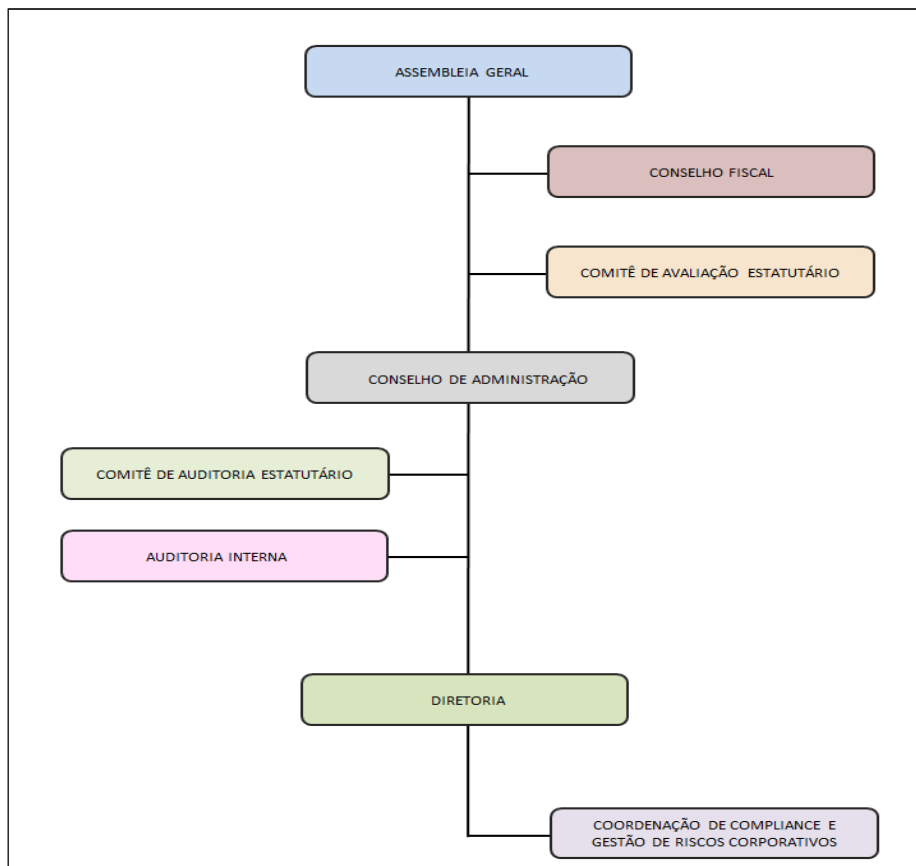 ASSEMBLEIA GERAL
CONSELHO FISCAL
COMITÊ DE AVALIAÇÃO ESTATUTÁRIO
CONSELHO DE ADMINISTRAÇÃO
COMITÊ DE AUDITORIA ESTATUTÁRIO
AUDITORIA INTERNA
DIRETORIA
COORDENAÇÃO DE COMPLIANCE E
GESTÃO DE RISCOS CORPORATIVOS